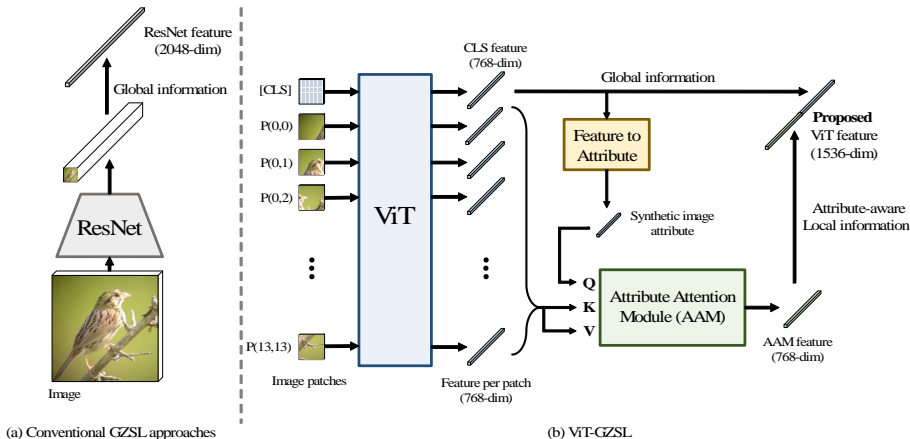 ResNet feature
(2048-dim)
Global information
ResNet
Image
(a) Conventional GZSL approaches
[CLS]
P(0,0)
P(0,1)
P(0,2)
P(13,13)
Image patches
ViT
CLS feature
(768-dim)
Feature per patch
(768-dim)
Global information
Feature to
Attribute
Synthetic image
attribute
Q
K
V
Attribute Attention
Module (AAM)
AAM feature
(768-dim)
Attribute-aware
Local information
Proposed
ViT feature
(1536-dim)
(b) ViT-GZSL